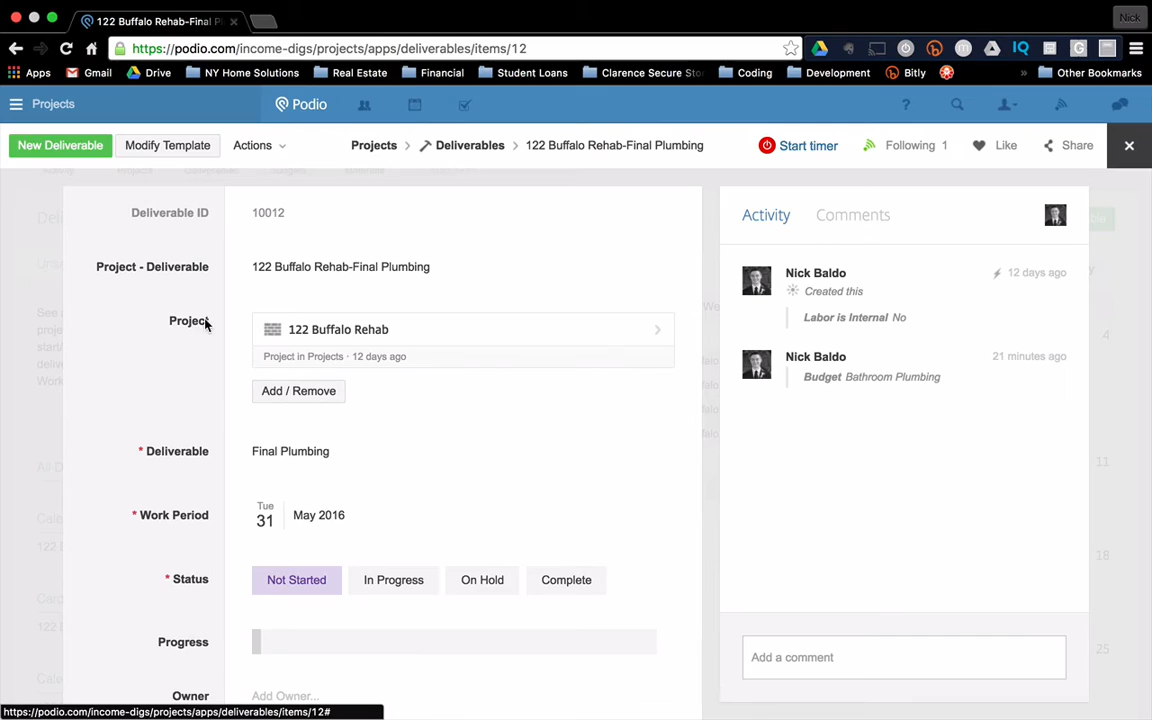 122 Buffalo Rehab-Final Pl
Nick
https://podio.com/income-digs/projects/apps/deliverables/items/12
Apps Gmail Drive NY Home Solutions Real Estate Financial Student Loans Clarence Secure Sto Coding Development Bitly » Other Bookmarks
Projects Podio ?
New Deliverable Modify Template Actions Projects > Deliverables > 122 Buffalo Rehab-Final Plumbing Start timer Following 1 Like Share
Deliverable ID 10012
Project - Deliverable 122 Buffalo Rehab-Final Plumbing
Project 122 Buffalo Rehab
Project in Projects · 12 days ago
Add / Remove
* Deliverable Final Plumbing
* Work Period Tue 31 May 2016
* Status Not Started In Progress On Hold Complete
Progress
Owner Add Owner...
Activity Comments
Nick Baldo 12 days ago
Created this
Labor is Internal No
Nick Baldo 21 minutes ago
Budget Bathroom Plumbing
Add a comment
4
11
18
25
https://podio.com/income-digs/projects/apps/deliverables/items/12#